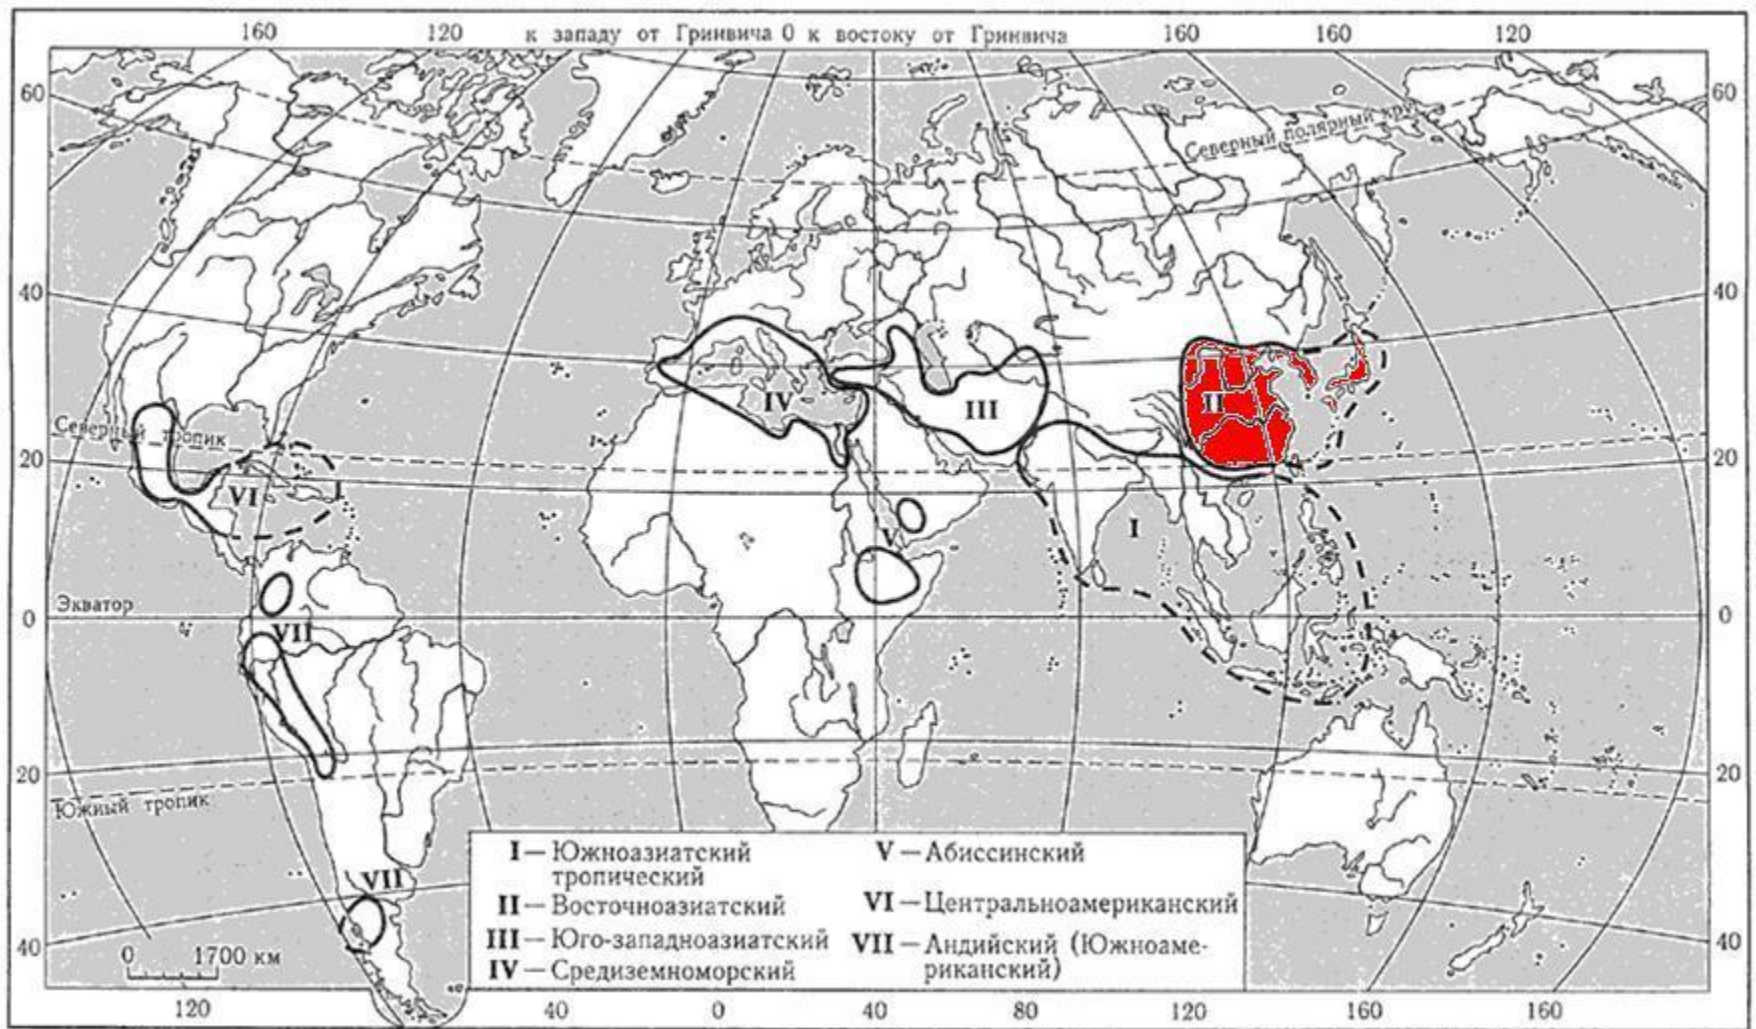 160 120 к западу от Гринвича 0 к востоку от Гринвича 160 160 120
60 60
Северный полярный круг
40 40
II
IV III
Северный тропик
20 20
VI
I
V
Экватор
0 0
VII
20 20
Южный тропик
VII
I — Южноазиатский
тропический
II — Восточноазиатский
III — Юго-западноазиатский
IV — Средиземноморский
V — Абиссинский
VI — Центральноамериканский
VII — Андийский (Южноаме-
риканский)
40 40
0 1700 км
120 40 0 40 80 120 160 160